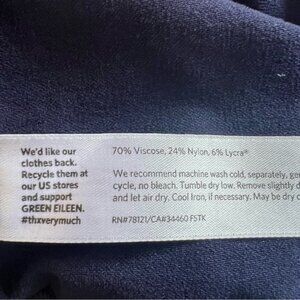 We'd like our
clothes back.
Recycle them at
our US stores
and support
GREEN EILEEN.
#thxverymuch
70% Viscose, 24% Nylon, 6% Lycra®
We recommend machine wash cold, separately, gen
cycle, no bleach. Tumble dry low. Remove slightly d
and let air dry. Cool Iron, if necessary. May be dry c
RN#78121/CA#34460 FSTK